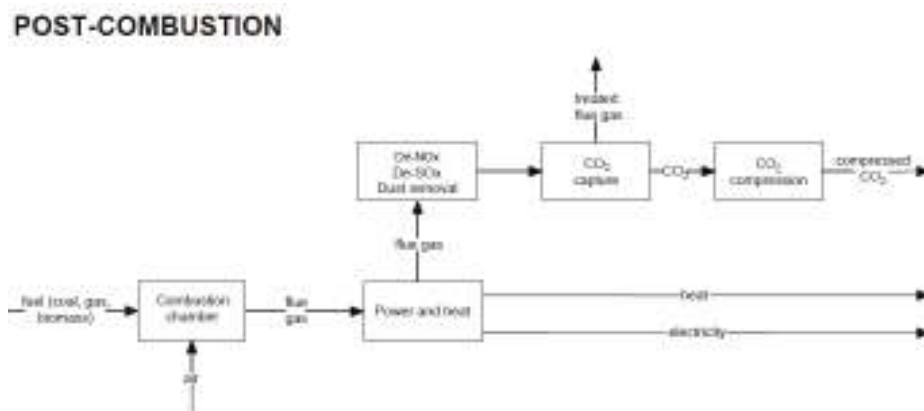 POST-COMBUSTION
treated
flue gas
De-NOx
De-SOx
Dust removal
CO2
capture
CO2
CO2
compression
compressed
CO2
flue gas
fuel (coal, gas,
biomass)
Combustion
chamber
flue
gas
Power and heat
heat
electricity
air